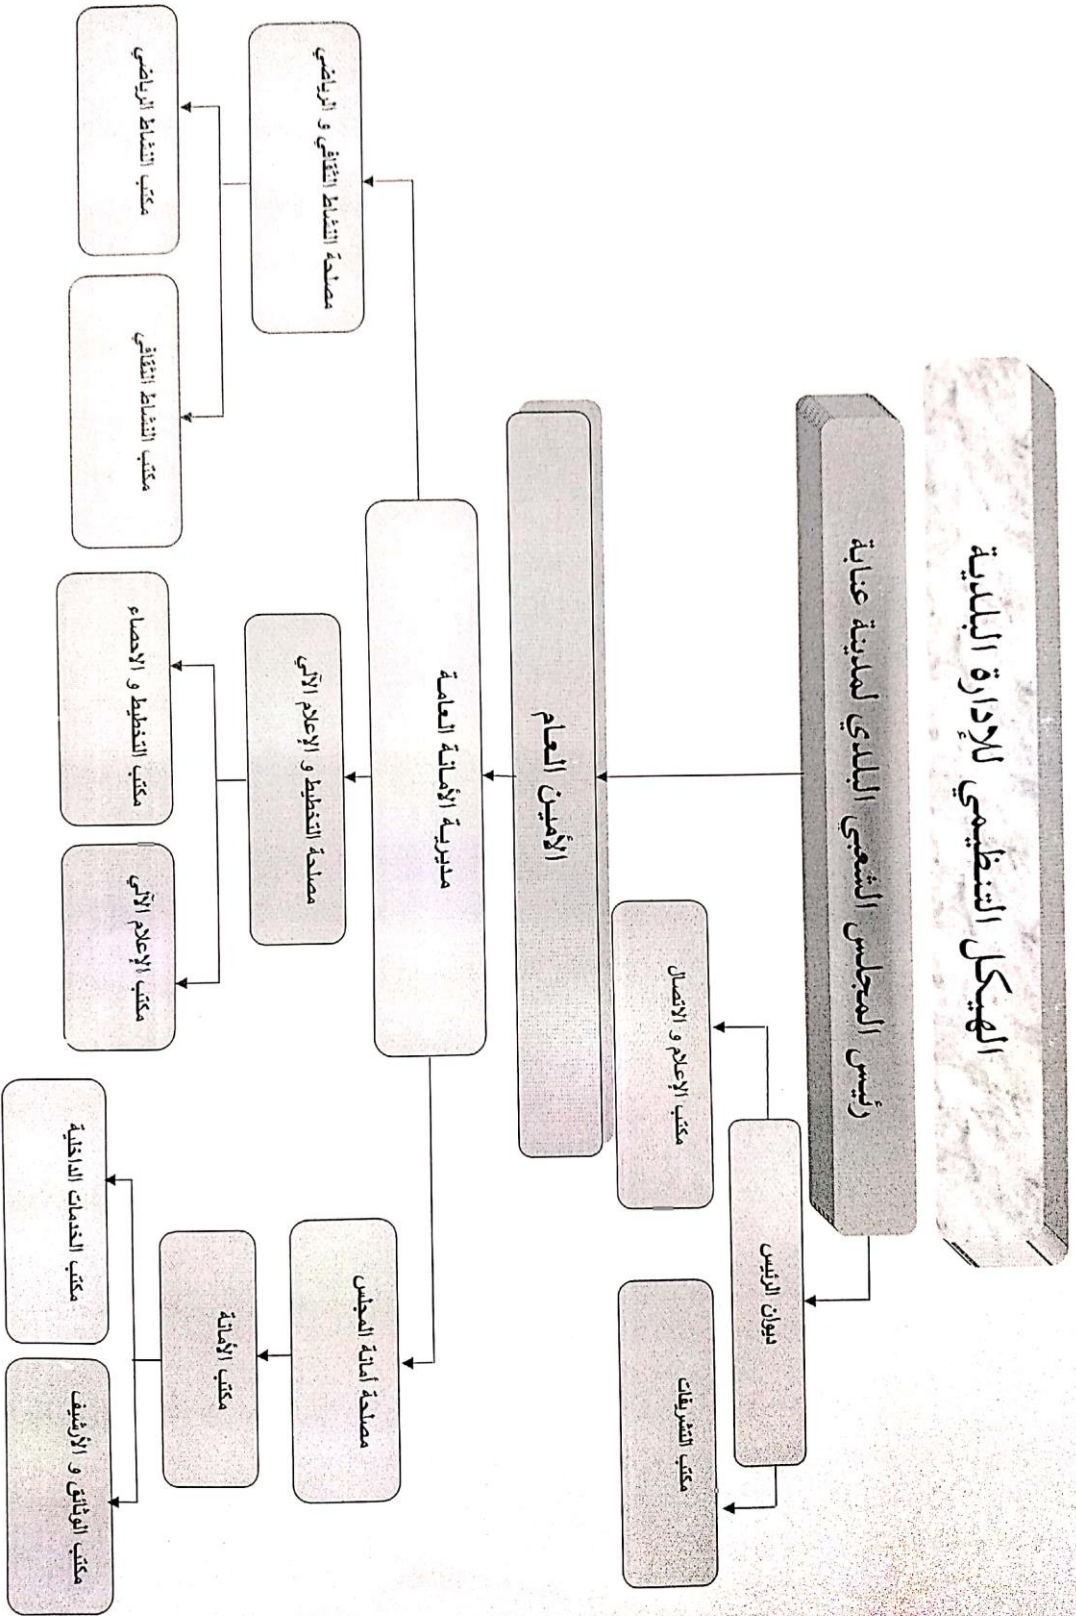 الهيكل التنظيمي للإدارة البلدية
رئيس المجلس الشعبي البلدي لمدينة عنابة
ديوان الرئيس
مكتب التشريفات
مكتب الإعلام و الاتصال
الأمين العام
مديرية الأمانة العامة
مصلحة أمانة المجلس
مصلحة التخطيط و الإعلام الآلي
مصلحة النشاط الثقافي و الرياضي
مكتب الأمانة
مكتب الوثائق و الأرشيف
مكتب الخدمات الداخلية
مكتب الإعلام الآلي
مكتب التخطيط و الاحصاء
مكتب النشاط الثقافي
مكتب النشاط الرياضي